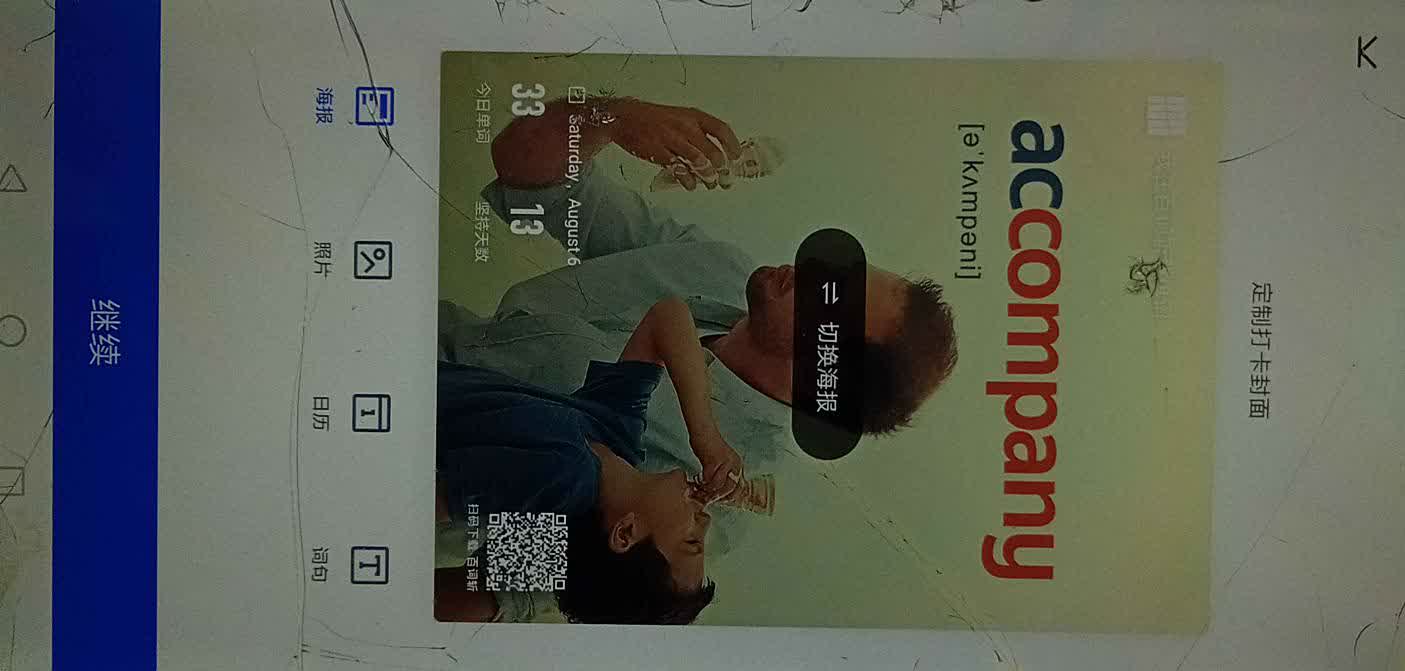 定制打卡封面
accompany
[ə'kʌmpəni]
切换海报
Saturday, August 6
33
13
今日单词
坚持天数
扫码下载 百词斩
海报
照片
日历
词句
继续